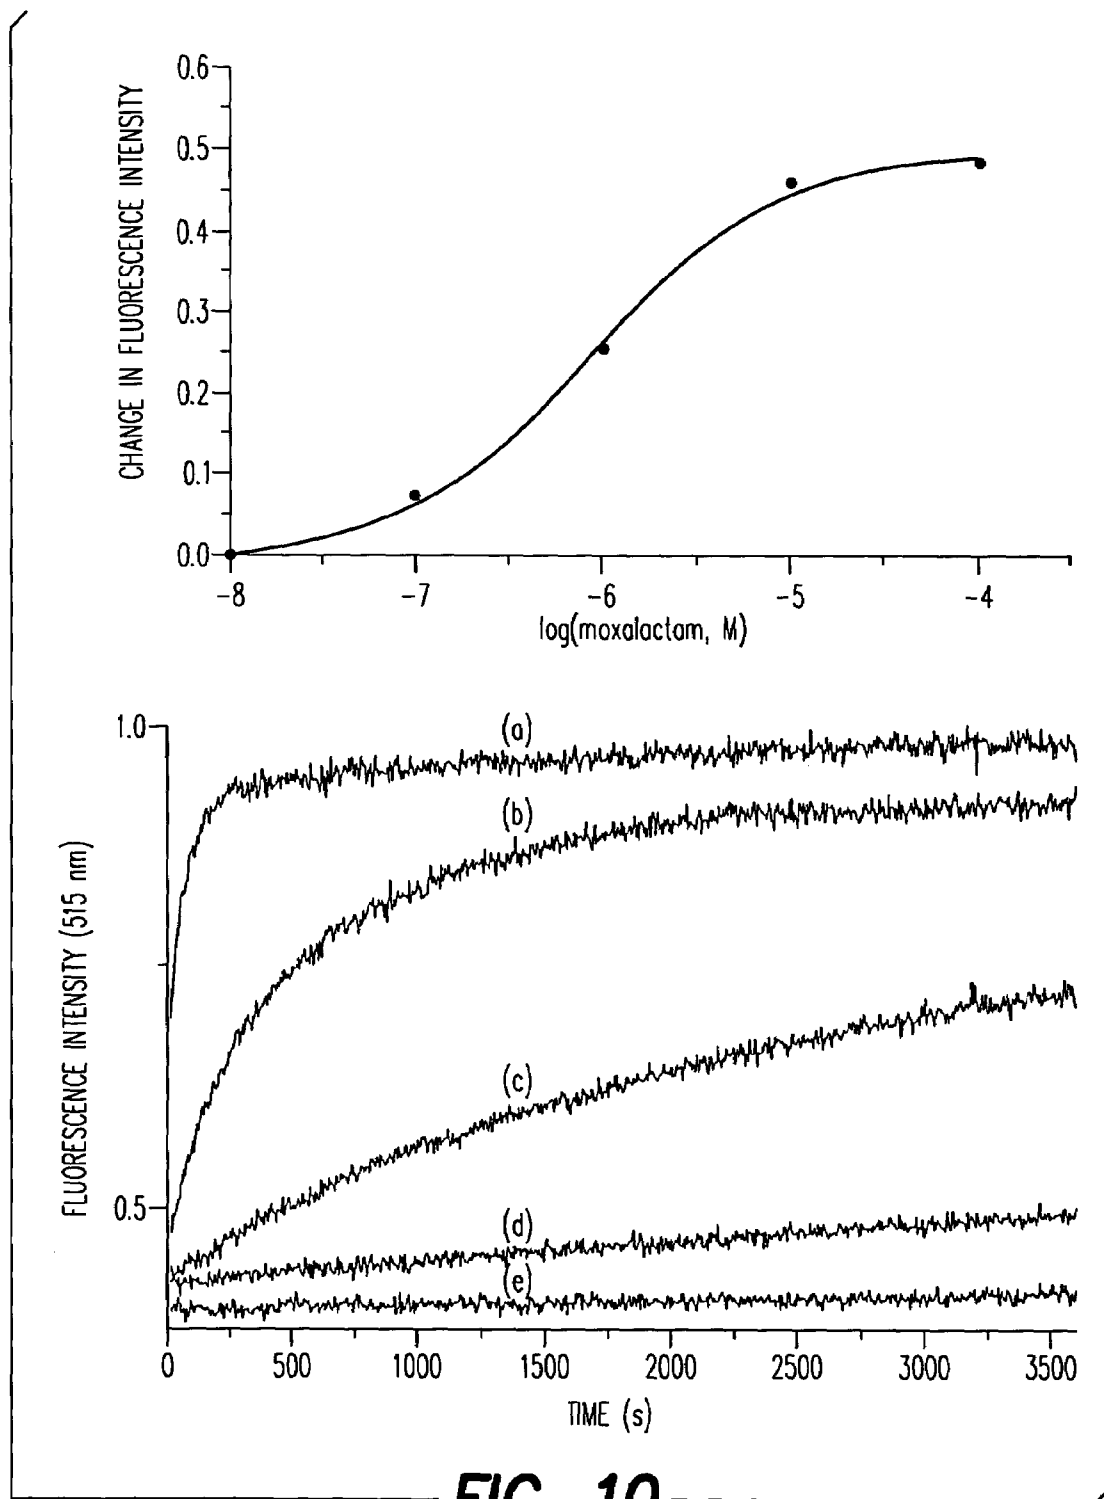 CHANGE IN FLUORESCENCE INTENSITY
0.6
0.5
0.4
0.3
0.2
0.1
0.0
-8 -7 -6 -5 -4
log(moxalactam, M)
FLUORESCENCE INTENSITY (515 nm)
1.0
0.5
(a)
(b)
(c)
(d)
(e)
0 500 1000 1500 2000 2500 3000 3500
TIME (s)
FIG. 10